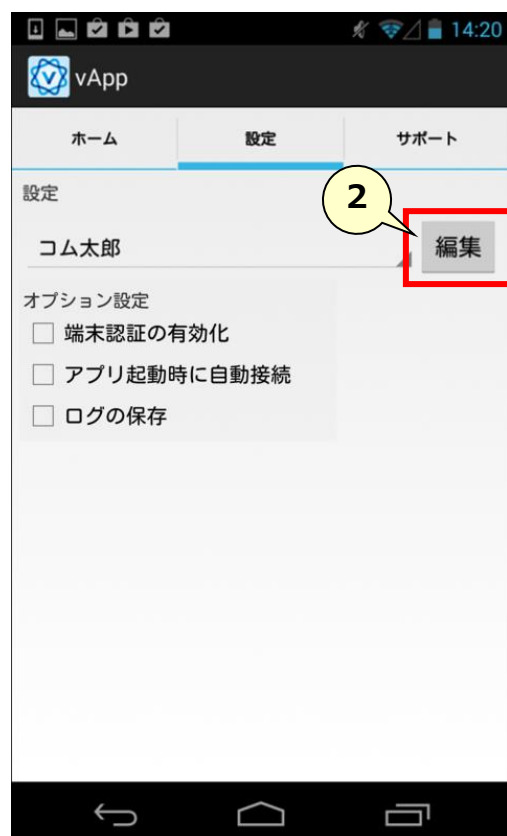 14:20
vApp
ホーム
設定
サポート
設定
2
コム太郎
編集
オプション設定
端末認証の有効化
アプリ起動時に自動接続
ログの保存